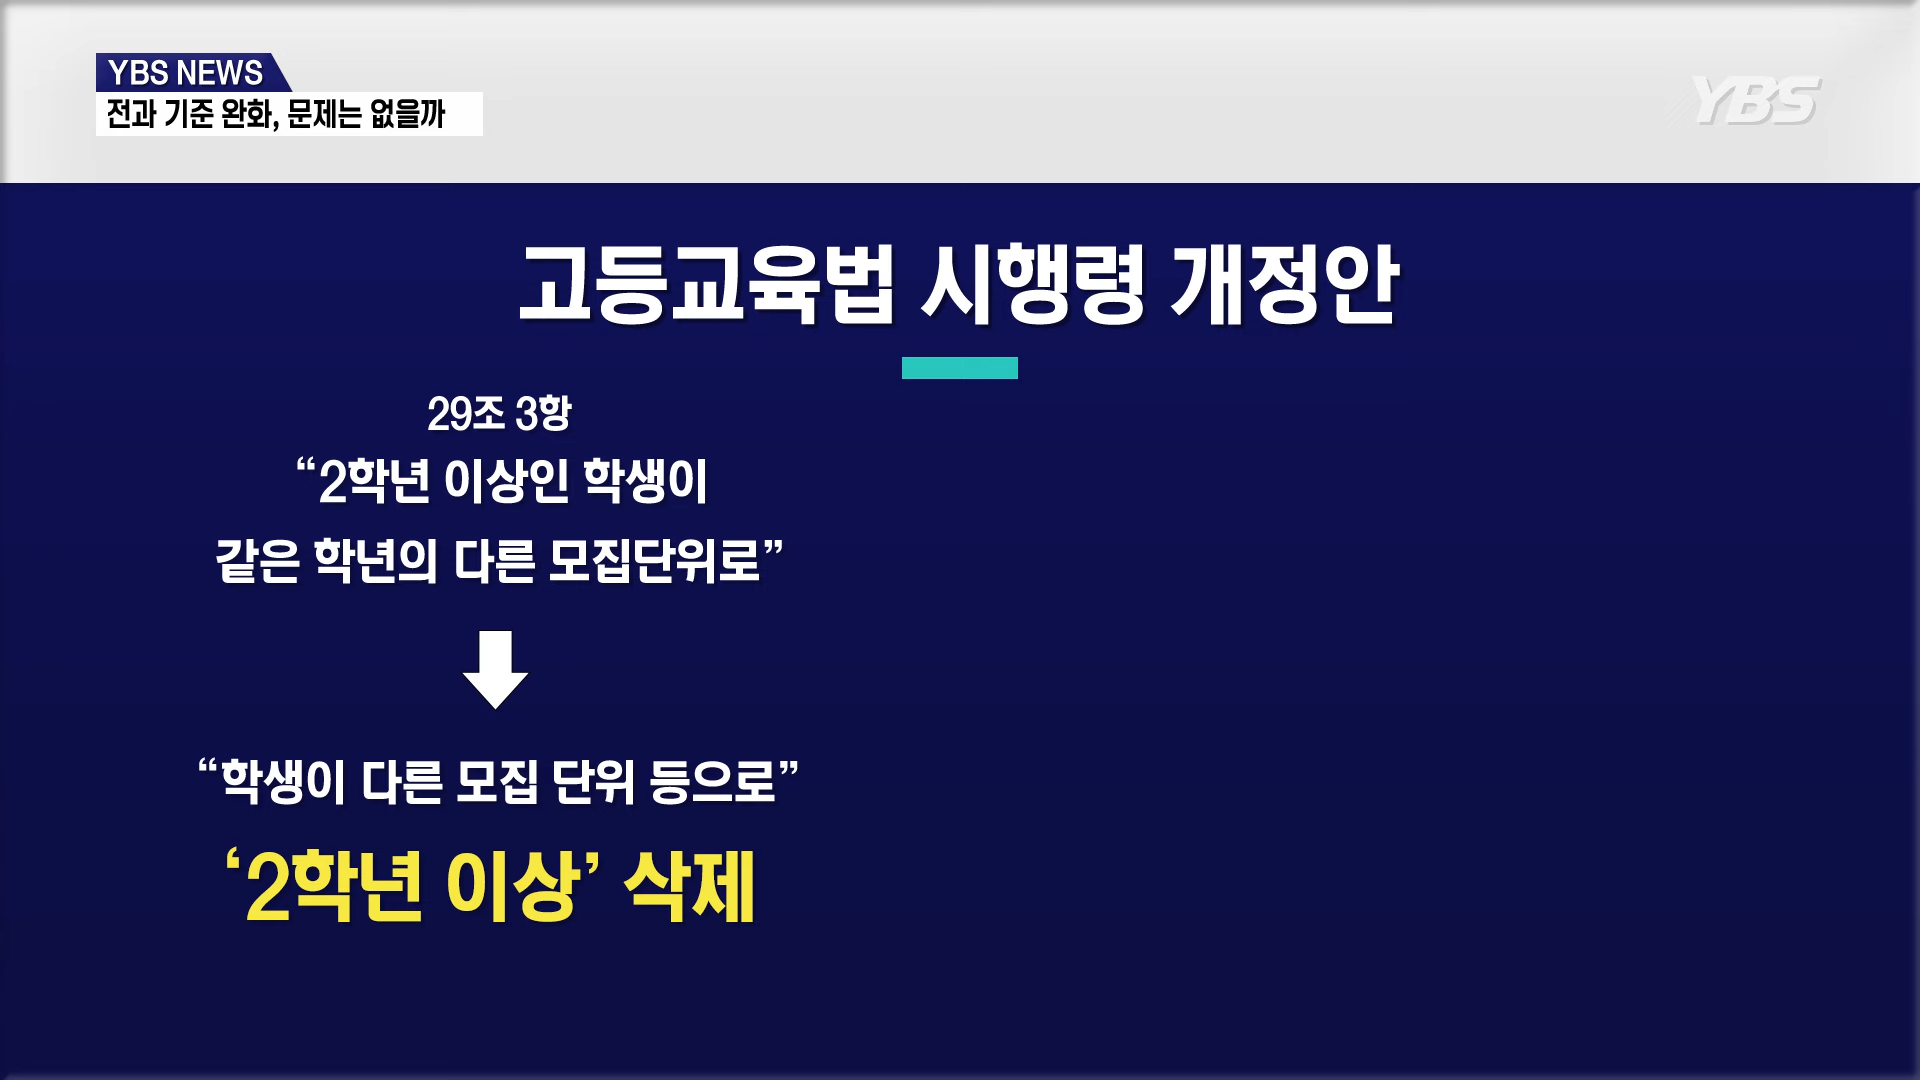 YBS NEWS
전과 기준 완화, 문제는 없을까
YBS
고등교육법 시행령 개정안
29조 3항
“2학년 이상인 학생이
같은 학년의 다른 모집단위로”
“학생이 다른 모집 단위 등으로”
‘2학년 이상’ 삭제